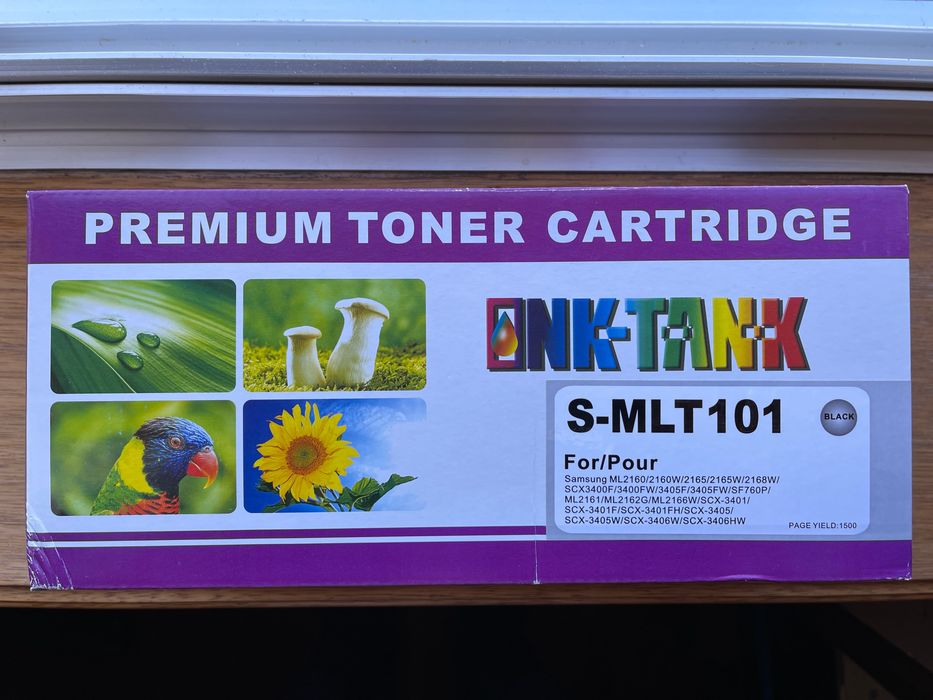 PREMIUM TONER CARTRIDGE
INK-TANK
S-MLT101
BLACK
For/Pour
Samsung ML2160/2160W/2165/2165W/2168W/
SCX3400F/3400FW/3405F/3405FW/SF760P/
ML2161/ML2162G/ML2166W/SCX-3401/
SCX-3401F/SCX-3401FH/SCX-3405/
SCX-3405W/SCX-3406W/SCX-3406HW
PAGE YIELD:1500